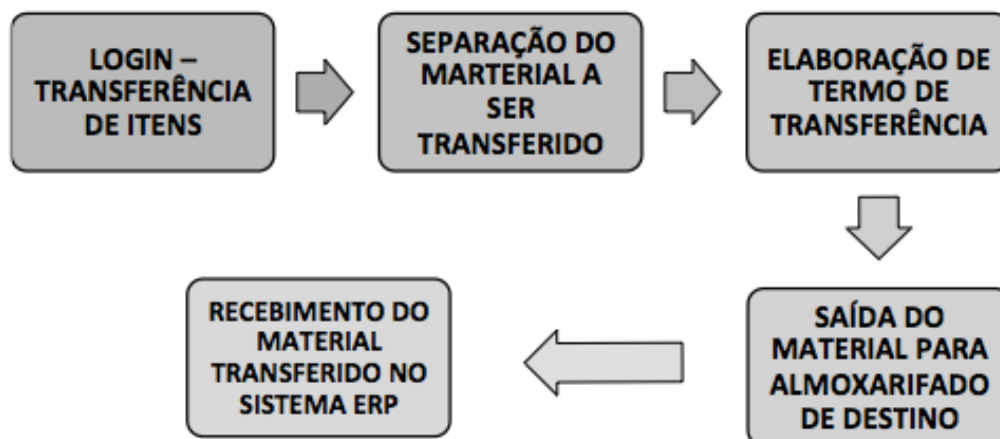 LOGIN –
TRANSFERÊNCIA
DE ITENS
SEPARAÇÃO DO
MARTERIAL A
SER
TRANSFERIDO
ELABORAÇÃO DE
TERMO DE
TRANSFERÊNCIA
SAÍDA DO
MATERIAL PARA
ALMOXARIFADO
DE DESTINO
RECEBIMENTO DO
MATERIAL
TRANSFERIDO NO
SISTEMA ERP